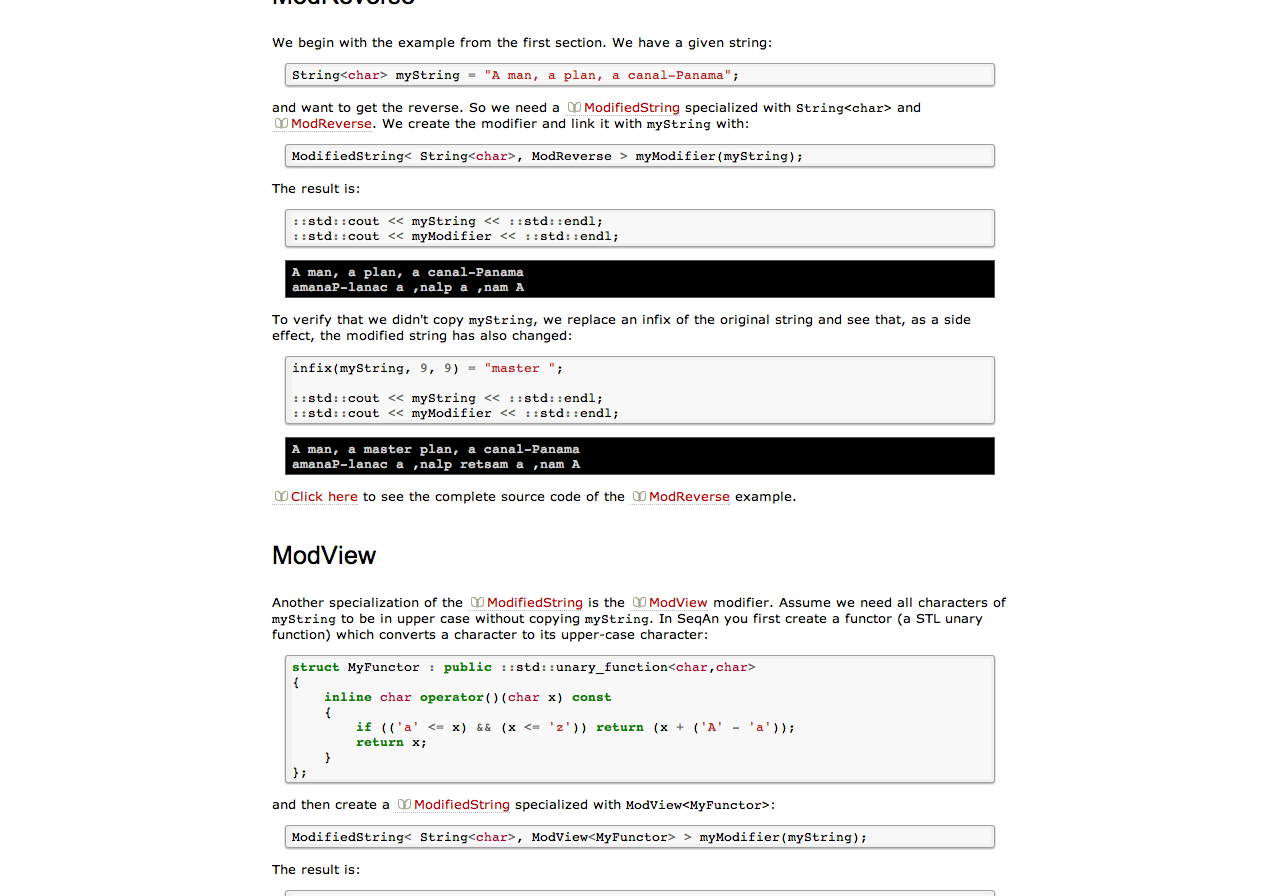 ModReverse
We begin with the example from the first section. We have a given string:
String<char> myString = "A man, a plan, a canal-Panama";
and want to get the reverse. So we need a ModifiedString specialized with String<char> and
ModReverse. We create the modifier and link it with myString with:
ModifiedString< String<char>, ModReverse > myModifier(myString);
The result is:
::std::cout << myString << ::std::endl;
::std::cout << myModifier << ::std::endl;
A man, a plan, a canal-Panama
amanaP-lanac a ,nalp a ,nam A
To verify that we didn't copy myString, we replace an infix of the original string and see that, as a side
effect, the modified string has also changed:
infix(myString, 9, 9) = "master ";
::std::cout << myString << ::std::endl;
::std::cout << myModifier << ::std::endl;
A man, a master plan, a canal-Panama
amanaP-lanac a ,nalp retsam a ,nam A
Click here to see the complete source code of the ModReverse example.
ModView
Another specialization of the ModifiedString is the ModView modifier. Assume we need all characters of
myString to be in upper case without copying myString. In SeqAn you first create a functor (a STL unary
function) which converts a character to its upper-case character:
struct MyFunctor : public ::std::unary_function<char,char>
{
    inline char operator()(char x) const
    {
        if (('a' <= x) && (x <= 'z')) return (x + ('A' - 'a'));
        return x;
    }
};
and then create a ModifiedString specialized with ModView<MyFunctor>:
ModifiedString< String<char>, ModView<MyFunctor> > myModifier(myString);
The result is: